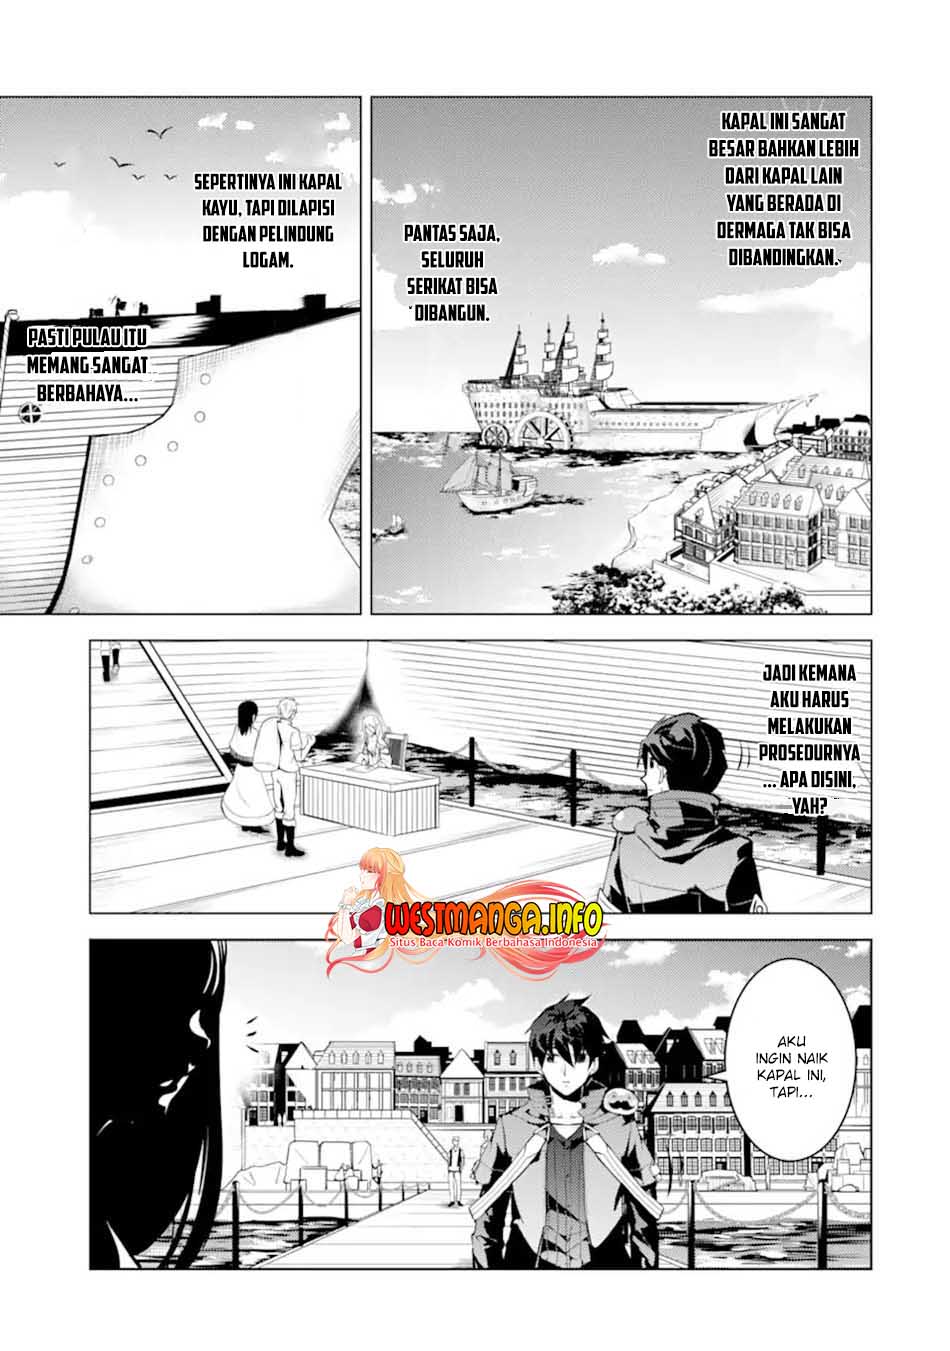 KAPAL INI SANGAT
BESAR BAHKAN LEBIH
DARI KAPAL LAIN
YANG BERADA DI
DERMAGA TAK BISA
DIBANDINGKAN.
PANTAS SAJA,
SELURUH
SERIKAT BISA
DIBANGUN.
SEPERTINYA INI KAPAL
KAYU, TAPI DILAPISI
DENGAN PELINDUNG
LOGAM.
PASTI PULAU ITU
MEMANG SANGAT
BERBAHAYA...
JADI KEMANA
AKU HARUS
MELAKUKAN
PROSEDURNYA
... APA DISINI,
YAH?
WESTMANGA.INFO
Situs Baca Komik Berbahasa Indonesia
AKU
INGIN NAIK
KAPAL INI,
TAPI...